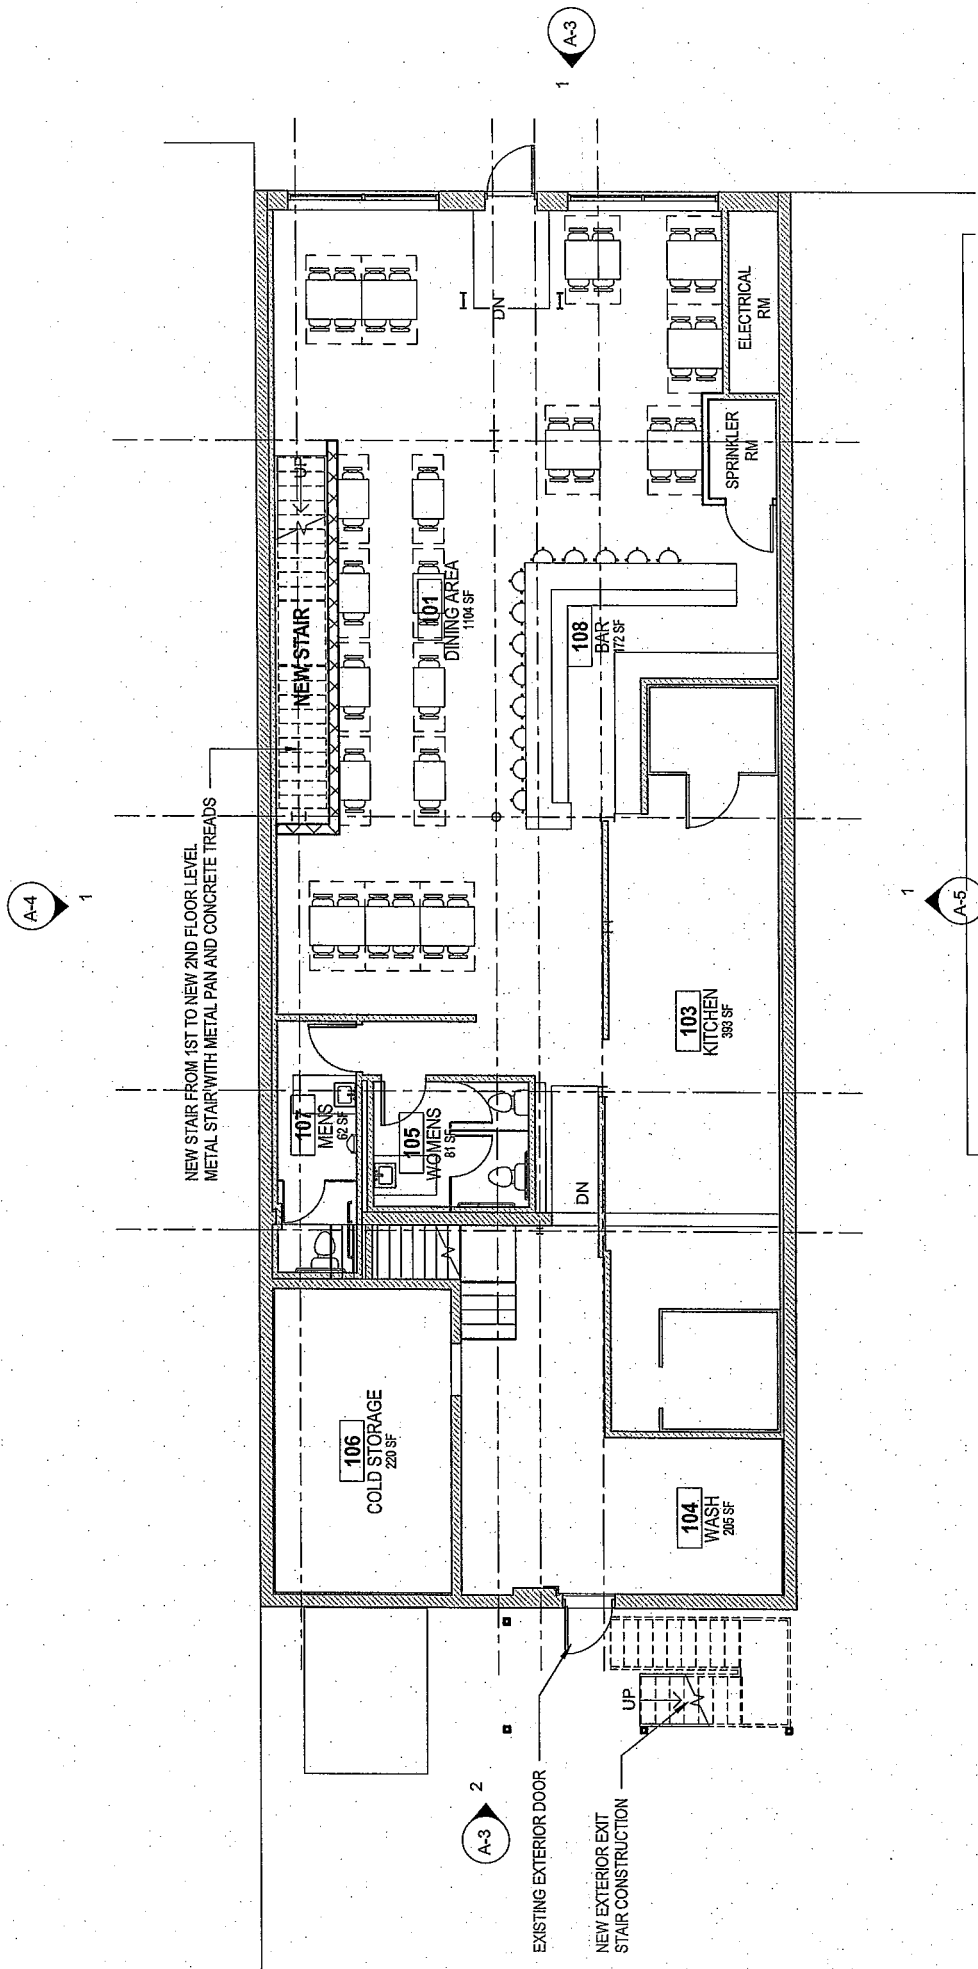 A-3
1
A-4
1
NEW STAIR FROM 1ST TO NEW 2ND FLOOR LEVEL
METAL STAIR WITH METAL PAN AND CONCRETE TREADS
UP
NEW STAIR
DN
101
DINING AREA
1104 SF
ELECTRICAL
RM
SPRINKLER
RM
108
BAR
172 SF
103
KITCHEN
393 SF
107
MENS
62 SF
105
WOMENS
81 SF
DN
106
COLD STORAGE
220 SF
104
WASH
205 SF
1
A-5
UP
2
A-3
EXISTING EXTERIOR DOOR
NEW EXTERIOR EXIT
STAIR CONSTRUCTION